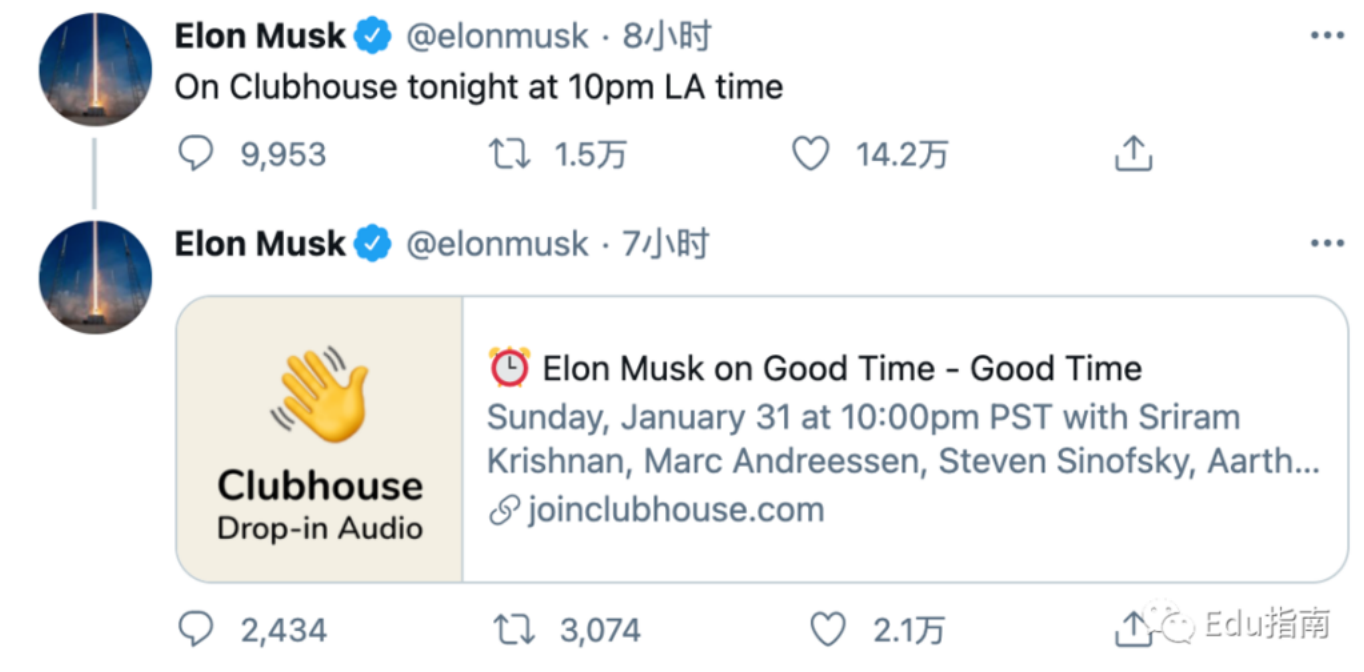 Elon Musk @elonmusk · 8小时
On Clubhouse tonight at 10pm LA time
9,953 1.5万 14.2万
Elon Musk @elonmusk · 7小时
Clubhouse
Drop-in Audio
Elon Musk on Good Time - Good Time
Sunday, January 31 at 10:00pm PST with Sriram
Krishnan, Marc Andreessen, Steven Sinofsky, Aarth...
joinclubhouse.com
2,434 3,074 2.1万
Edu指南